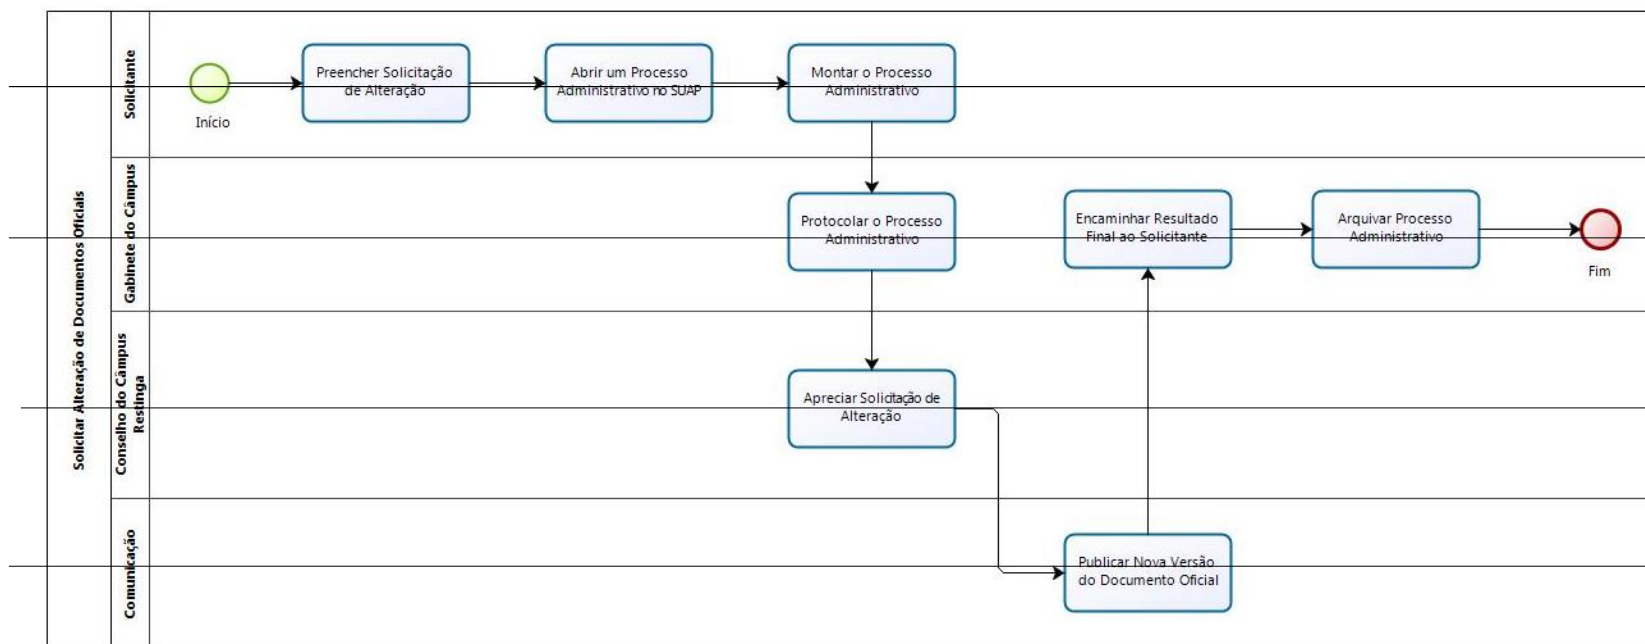 Solicitar Alteração de Documentos Oficiais
Solicitante
Início
Preencher Solicitação
de Alteração
Abrir um Processo
Administrativo no SUAP
Montar o Processo
Administrativo
Gabinete do Câmpus
Protocolar o Processo
Administrativo
Encaminhar Resultado
Final ao Solicitante
Arquivar Processo
Administrativo
Fim
Conselho do Câmpus
Restinga
Apreciar Solicitação de
Alteração
Comunicação
Publicar Nova Versão
do Documento Oficial